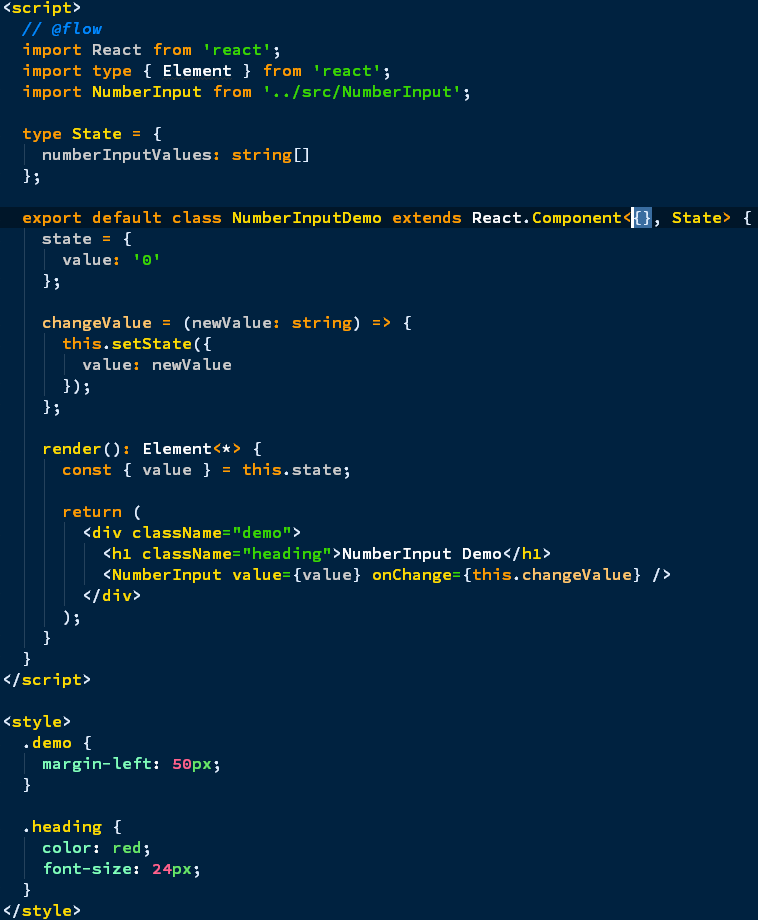 <script>
  // @flow
  import React from 'react';
  import type { Element } from 'react';
  import NumberInput from '../src/NumberInput';

  type State = {
    numberInputValues: string[]
  };

  export default class NumberInputDemo extends React.Component<{}, State> {
    state = {
      value: '0'
    };

    changeValue = (newValue: string) => {
      this.setState({
        value: newValue
      });
    };

    render(): Element<*> {
      const { value } = this.state;

      return (
        <div className="demo">
          <h1 className="heading">NumberInput Demo</h1>
          <NumberInput value={value} onChange={this.changeValue} />
        </div>
      );
    }
  }
</script>

<style>
  .demo {
    margin-left: 50px;
  }

  .heading {
    color: red;
    font-size: 24px;
  }
</style>